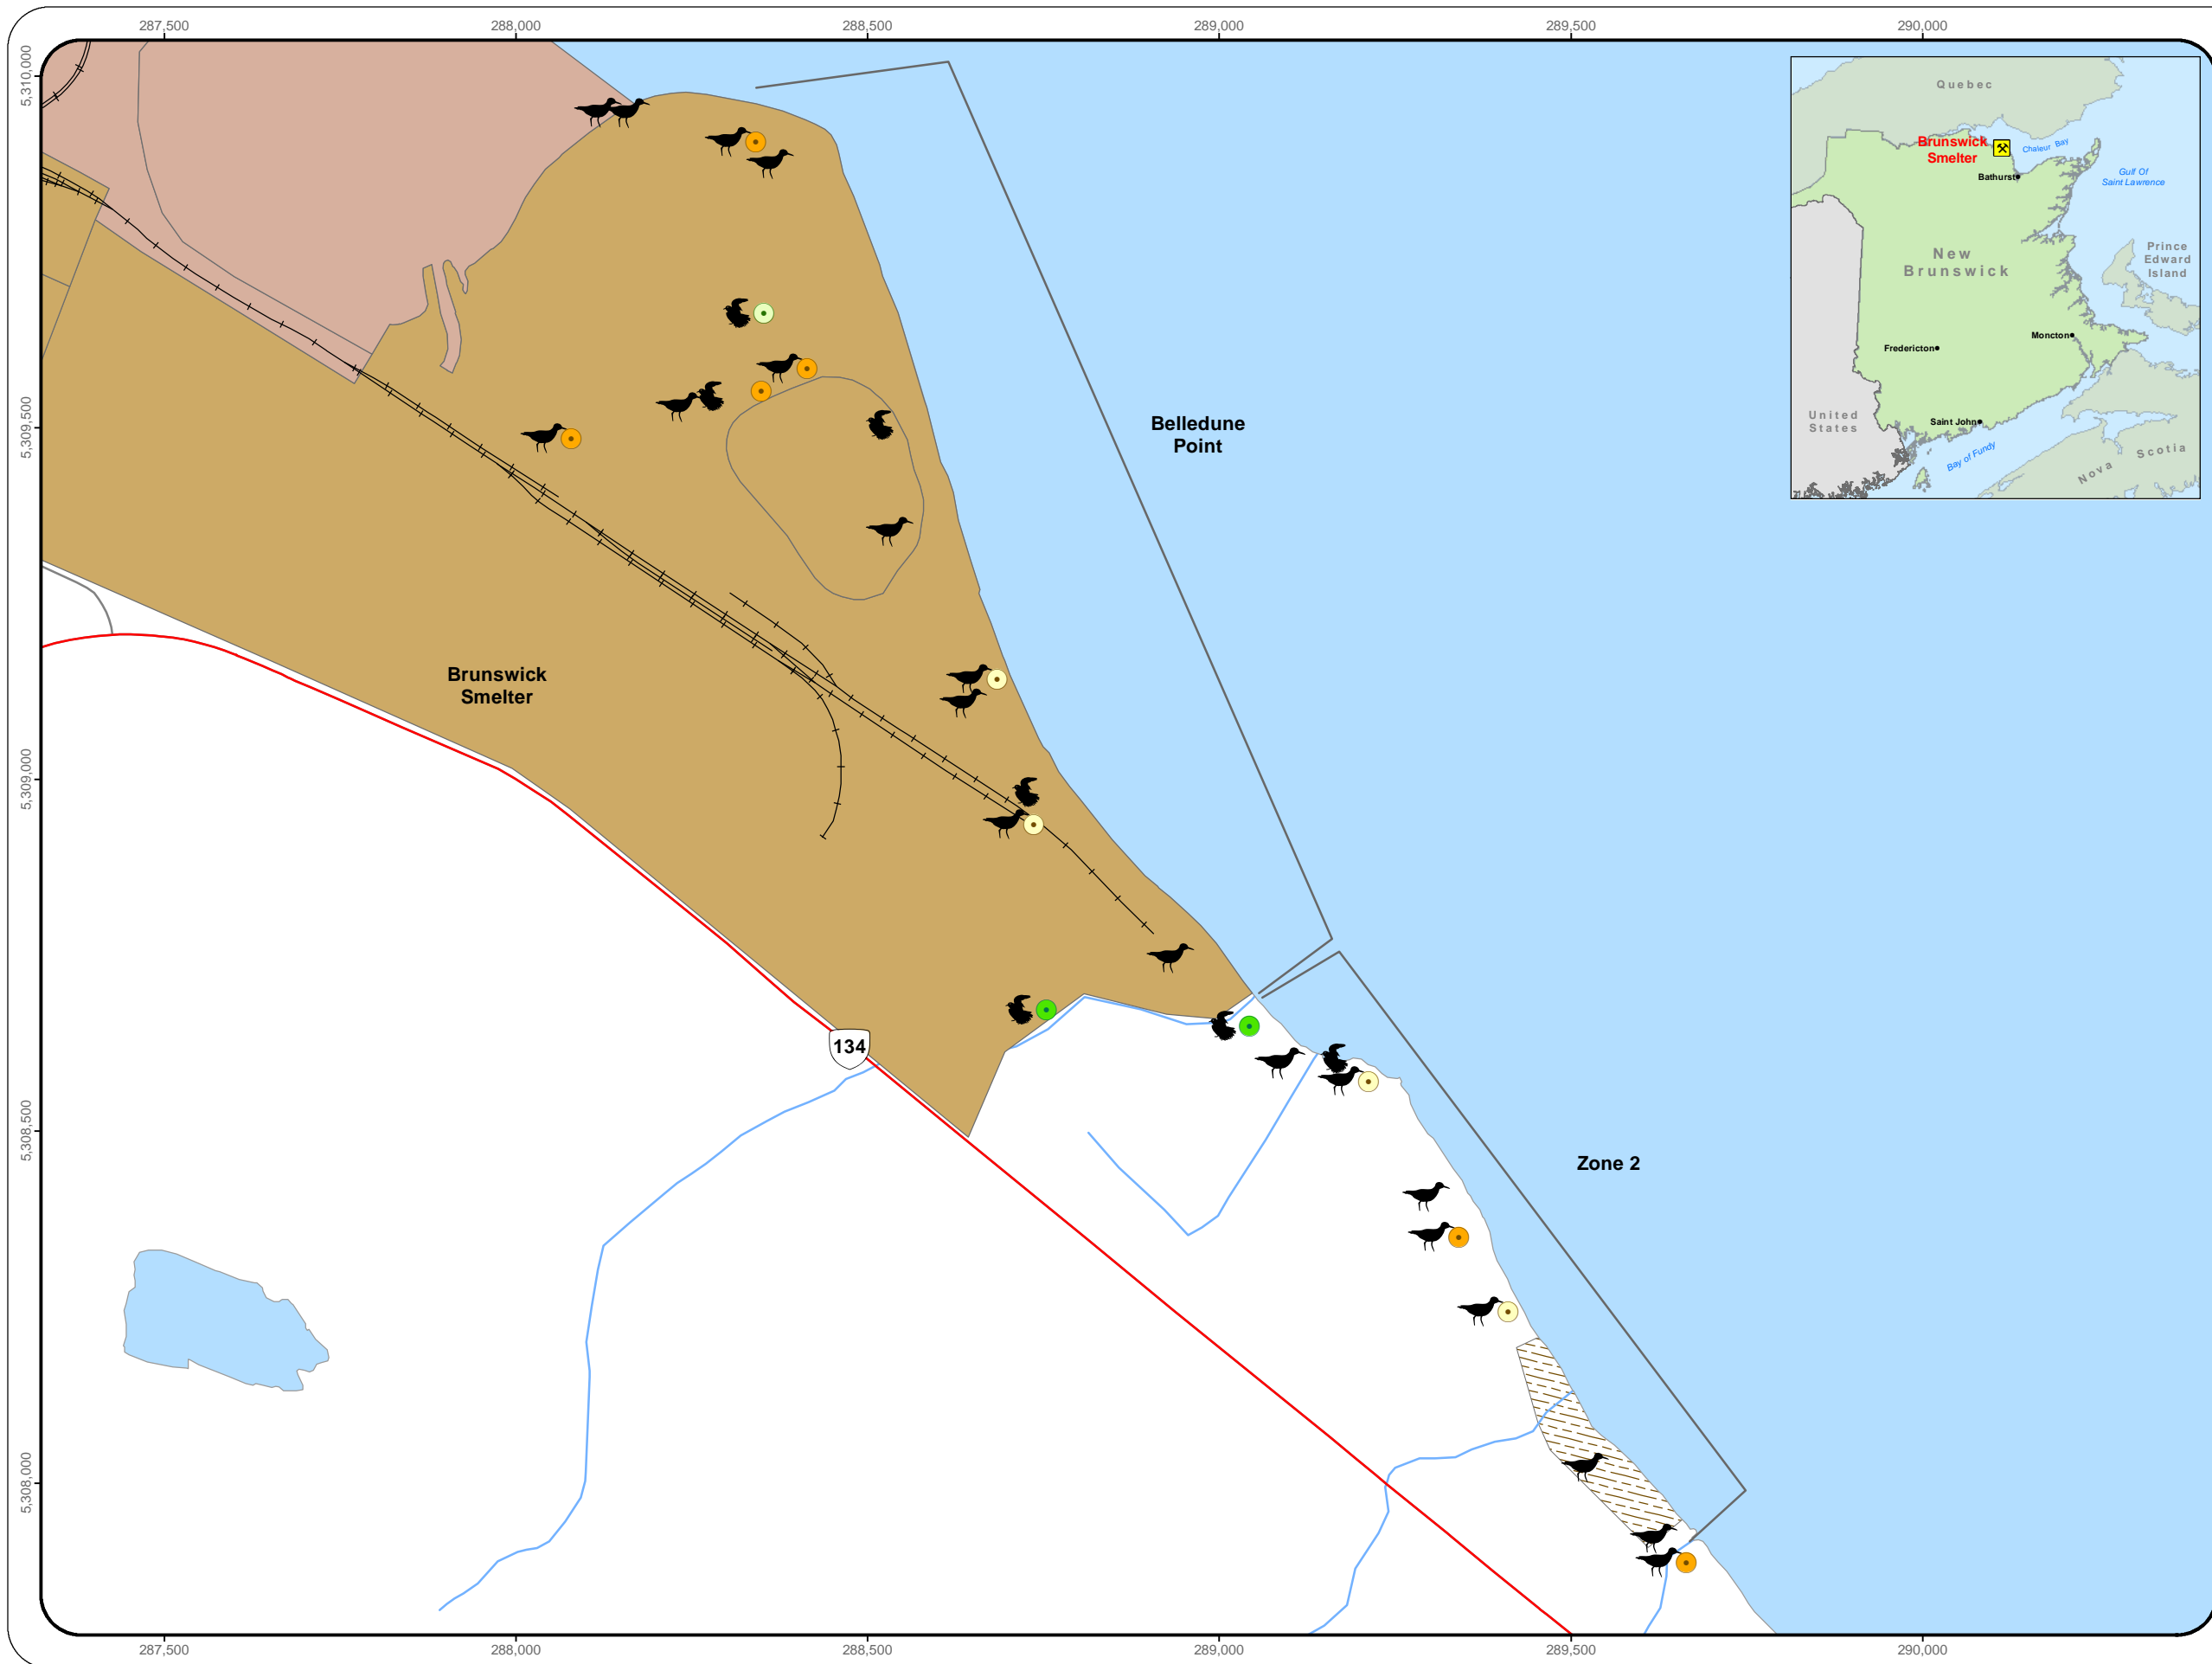 287,500
288,000
288,500
289,000
289,500
290,000
5,310,000
5,309,500
5,309,000
5,308,500
5,308,000
Quebec
Brunswick
Smelter
Chaleur Bay
Bathurst
Gulf Of
Saint Lawrence
New
Brunswick
Prince
Edward
Island
Moncton
Fredericton
United
States
Saint John
Bay of Fundy
Nova Scotia
Belledune
Point
Brunswick
Smelter
134
Zone 2
287,500
288,000
288,500
289,000
289,500
290,000